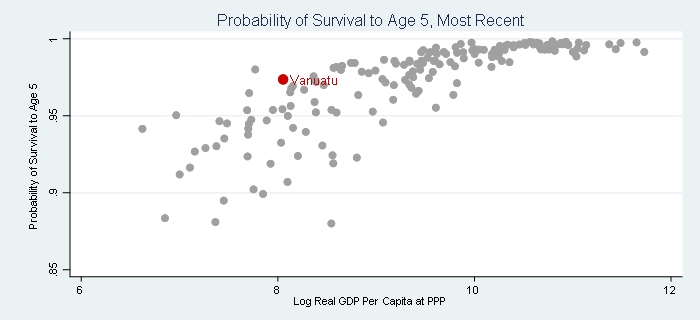 Probability of Survival to Age 5, Most Recent
Probability of Survival to Age 5
1
.95
.9
.85
Vanuatu
6 8 10 12
Log Real GDP Per Capita at PPP